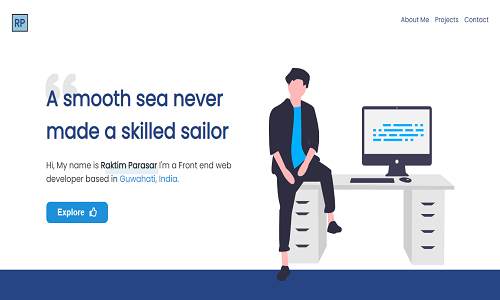 RP
About Me Projects Contact
“
A smooth sea never
made a skilled sailor
Hi, My name is Raktim Parasar I'm a Front end web
developer based in Guwahati, India.
Explore